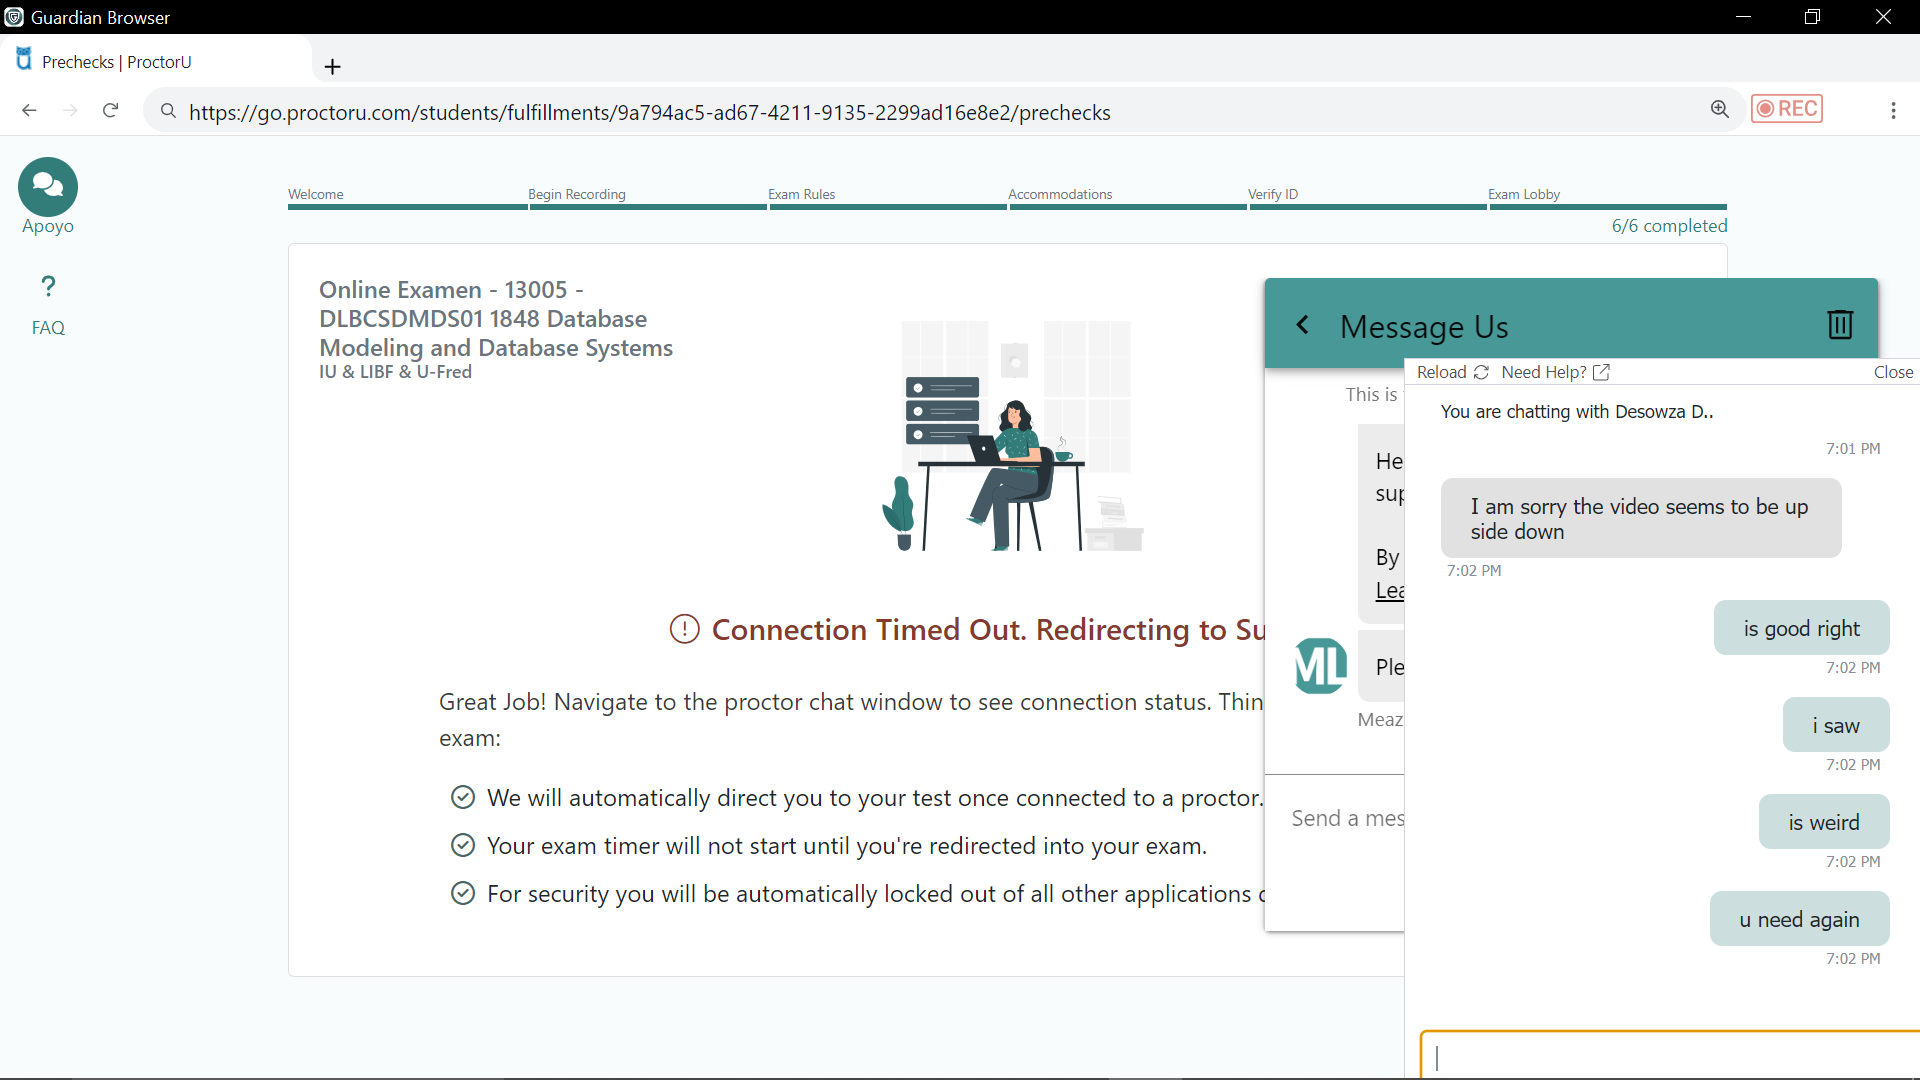 Guardian Browser
Prechecks | ProctorU
https://go.proctoru.com/students/fulfillments/9a794ac5-ad67-4211-9135-2299ad16e8e2/prechecks
REC
Apoyo
?
FAQ
Welcome
Begin Recording
Exam Rules
Accommodations
Verify ID
Exam Lobby
6/6 completed
Online Examen - 13005 -
DLBCSDMDS01 1848 Database
Modeling and Database Systems
IU & LIBF & U-Fred
Connection Timed Out. Redirecting to Su
Great Job! Navigate to the proctor chat window to see connection status. Thin
exam:
We will automatically direct you to your test once connected to a proctor.
Your exam timer will not start until you're redirected into your exam.
For security you will be automatically locked out of all other applications
Message Us
This is
He
sup
By
Lea
ML
Ple
Meaz
Send a mes
Reload
Need Help?
Close
You are chatting with Desowza D..
7:01 PM
I am sorry the video seems to be up
side down
7:02 PM
is good right
7:02 PM
i saw
7:02 PM
is weird
7:02 PM
u need again
7:02 PM